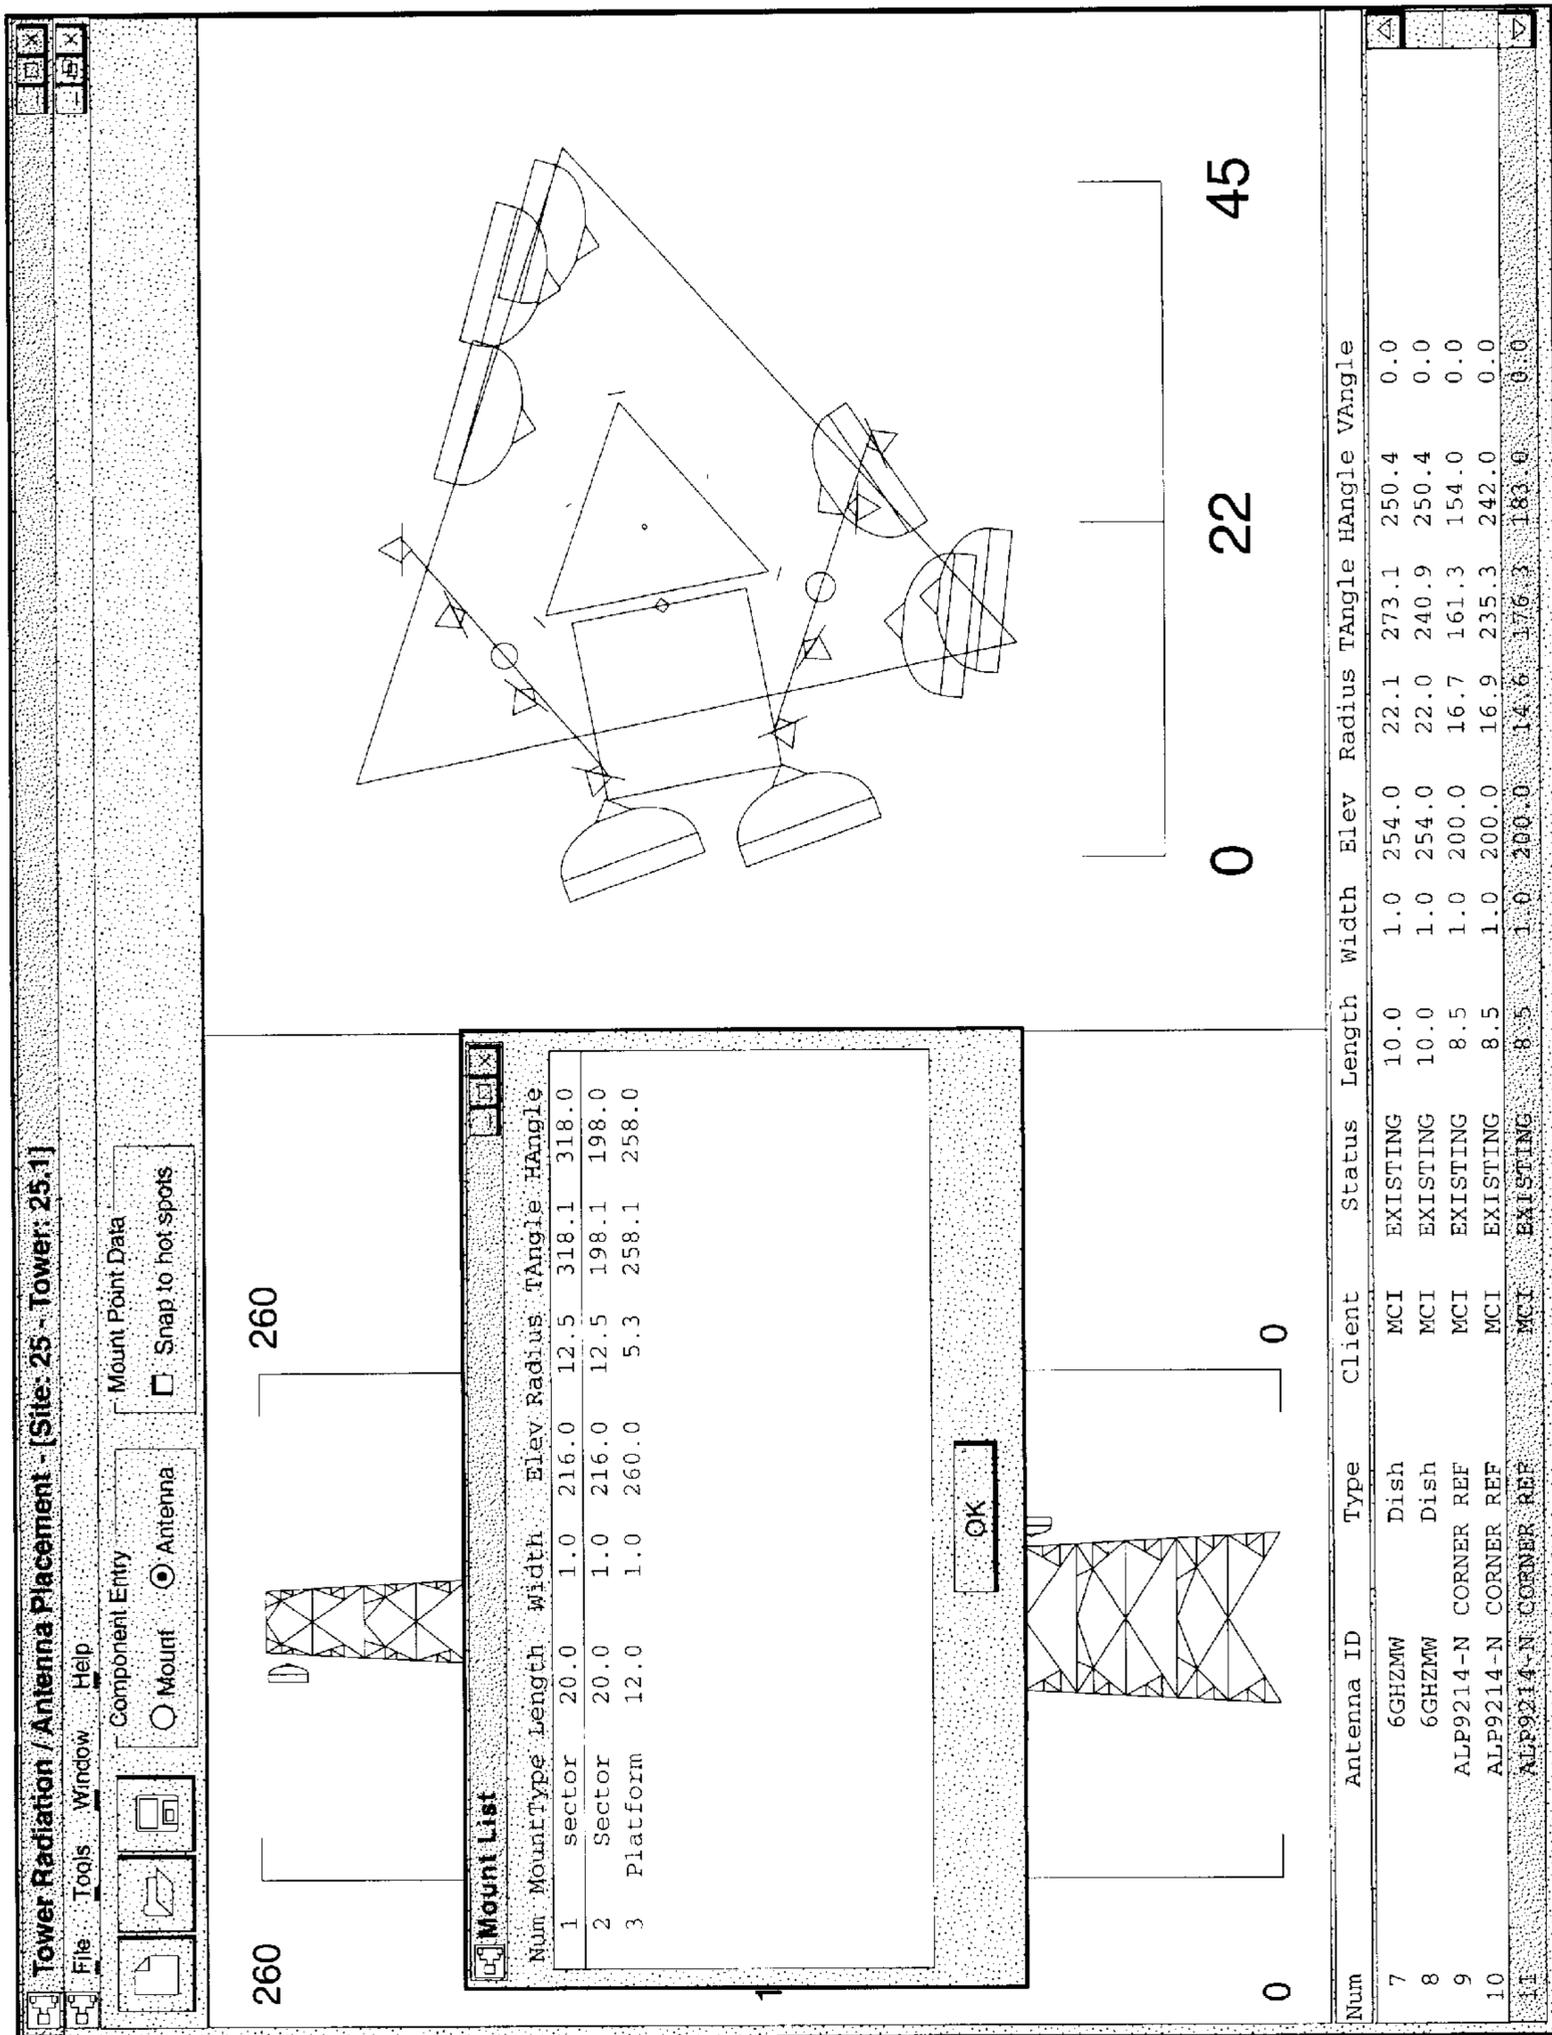 Tower Radiation / Antenna Placement - [Site: 25 - Tower: 25.1]
File Tools Window Help
Component Entry
Mount Antenna
Mount Point Data
Snap to hot spots
260 260
Mount List
Num MountType Length Width Elev Radius TAngle HAngle
1 sector 20.0 1.0 216.0 12.5 318.1 318.0
2 Sector 20.0 1.0 216.0 12.5 198.1 198.0
3 Platform 12.0 1.0 260.0 5.3 258.1 258.0
OK
1
0 0
0 22 45
Num Antenna ID Type Client Status Length Width Elev Radius TAngle HAngle VAngle
7 6GHZMW Dish MCI EXISTING 10.0 1.0 254.0 22.1 273.1 250.4 0.0
8 6GHZMW Dish MCI EXISTING 10.0 1.0 254.0 22.0 240.9 250.4 0.0
9 ALP9214-N CORNER REF MCI EXISTING 8.5 1.0 200.0 16.7 161.3 154.0 0.0
10 ALP9214-N CORNER REF MCI EXISTING 8.5 1.0 200.0 16.9 235.3 242.0 0.0
11 ALP9214-N CORNER REF MCI EXISTING 8.5 1.0 200.0 14.6 176.3 183.0 0.0